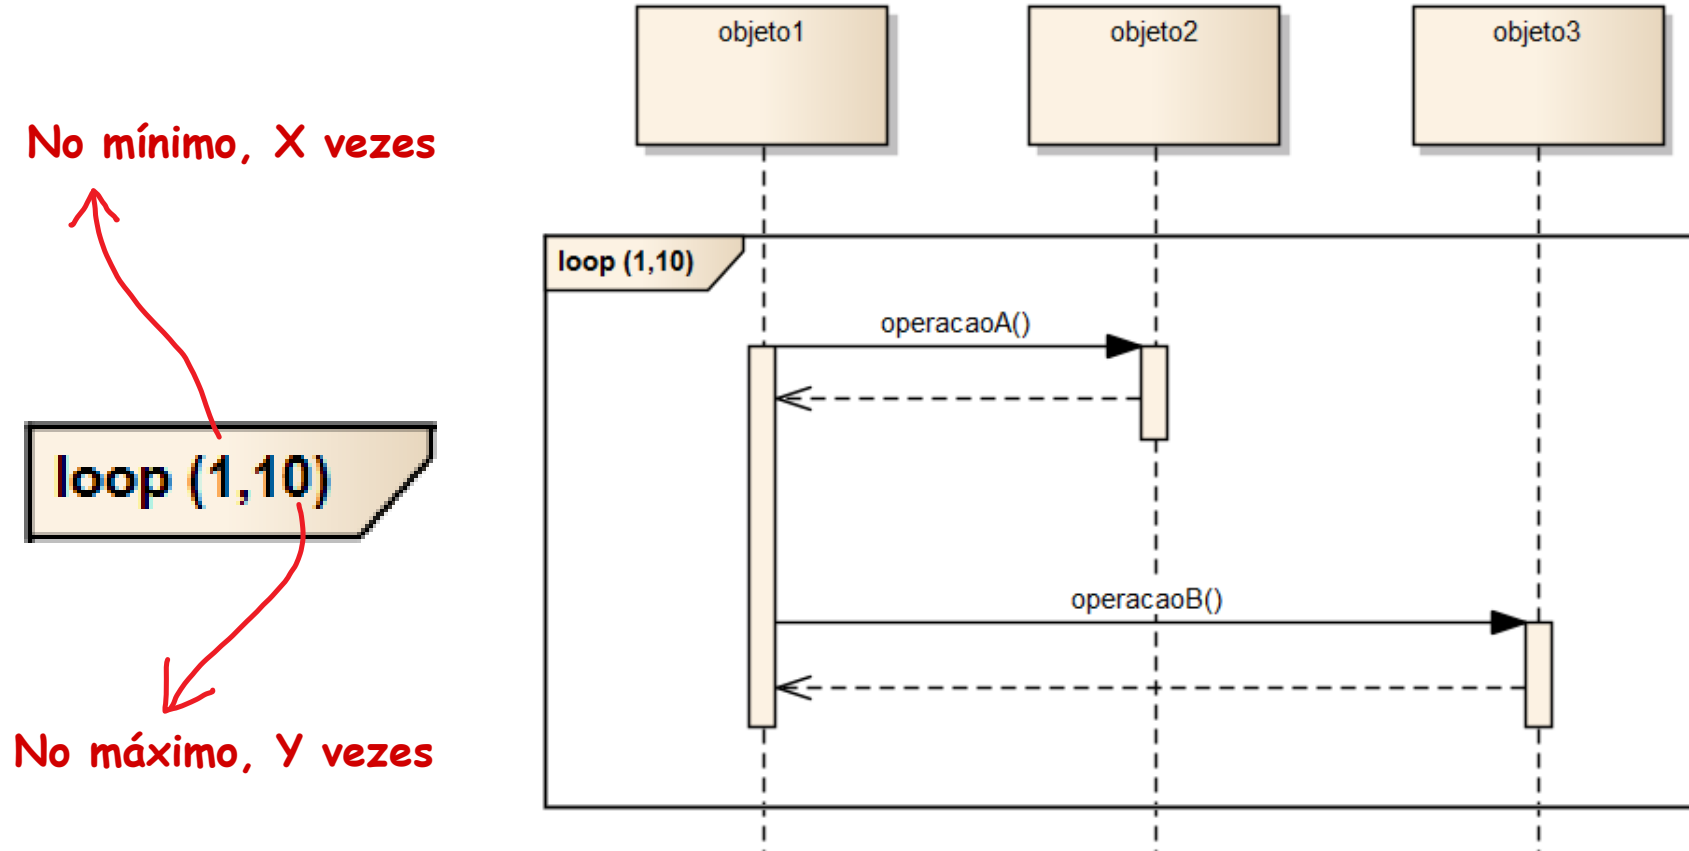 objeto1
objeto2
objeto3
No mínimo, X vezes
loop (1,10)
operacaoA()
loop (1,10)
operacaoB()
No máximo, Y vezes